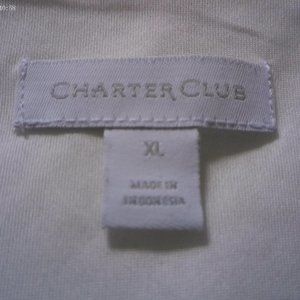 CHARTER CLUB
XL
MADE IN
INDONESIA